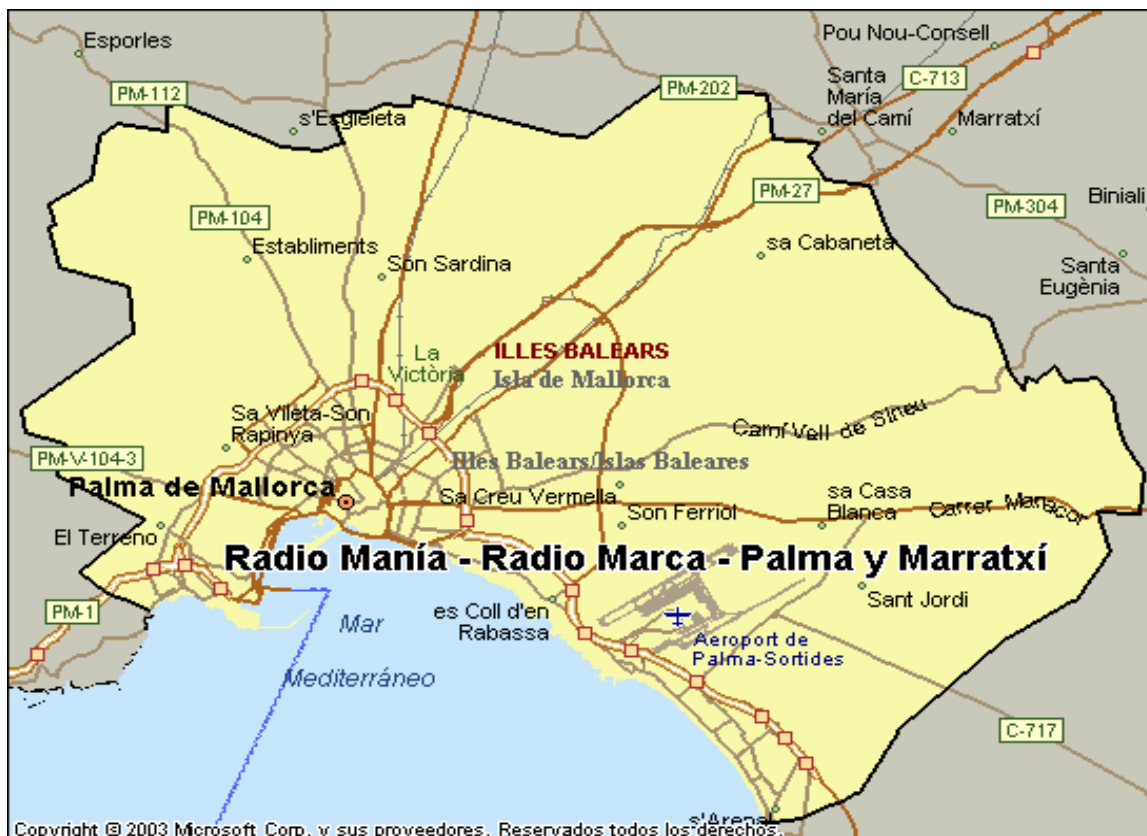 Esporles
Pou Nou-Consell
PM-112
PM-202
C-713
Santa
María
del Camí
s'Esgleieta
Marratxí
PM-27
PM-104
PM-304
Biniali
Establiments
Son Sardina
sa Cabaneta
Santa
Eugènia
La
Victòria
ILLES BALEARS
Isla de Mallorca
Sa Vileta-Son
Rapinya
Camí Vell de Sineu
PM-V-104-3
Illes Balears/Islas Baleares
Palma de Mallorca
Sa Creu Vermella
sa Casa
Blanca
Carrer Manacor
El Terreno
Son Ferriol
Radio Manía - Radio Marca - Palma y Marratxí
PM-1
es Coll d'en
Rabassa
Sant Jordi
Mar
Mediterráneo
Aeroport de
Palma-Sortides
C-717
s'Arena
Copyright © 2003 Microsoft Corp. y sus proveedores. Reservados todos los derechos.